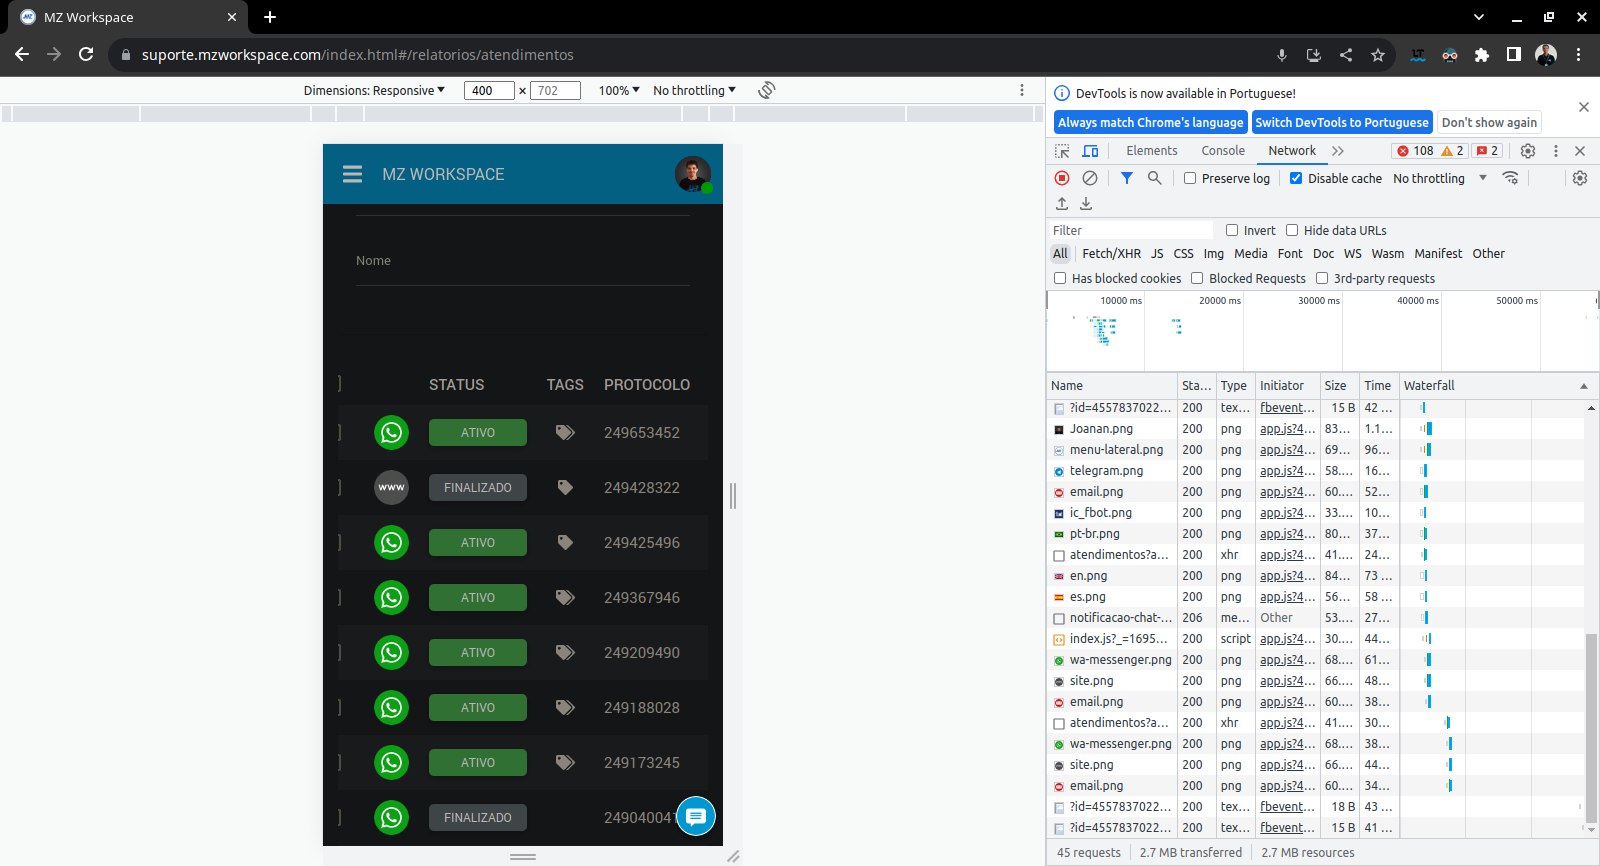 MZ Workspace
suporte.mzworkspace.com/index.html#/relatorios/atendimentos
LT
Dimensions: Responsive 400 × 702 100% No throttling
MZ WORKSPACE
Nome
STATUS TAGS PROTOCOLO
ATIVO 249653452
www FINALIZADO 249428322
ATIVO 249425496
ATIVO 249367946
ATIVO 249209490
ATIVO 249188028
ATIVO 249173245
FINALIZADO 249040041
DevTools is now available in Portuguese!
Always match Chrome's language Switch DevTools to Portuguese Don't show again
Elements Console Network 108 2 2
Preserve log Disable cache No throttling
Filter Invert Hide data URLs
All Fetch/XHR JS CSS Img Media Font Doc WS Wasm Manifest Other
Has blocked cookies Blocked Requests 3rd-party requests
10000 ms 20000 ms 30000 ms 40000 ms 50000 ms
Name Sta... Type Initiator Size Time Waterfall
?id=4557837022... 200 tex... fbevent... 15 B 42 ...
Joanan.png 200 png app.js?4... 83... 1.1...
menu-lateral.png 200 png app.js?4... 69... 96...
telegram.png 200 png app.js?4... 58.... 16...
email.png 200 png app.js?4... 60.... 52...
ic_fbot.png 200 png app.js?4... 33.... 10...
pt-br.png 200 png app.js?4... 80... 37...
atendimentos?a... 200 xhr app.js?4... 41.... 24...
en.png 200 png app.js?4... 84... 73 ...
es.png 200 png app.js?4... 56... 58 ...
notificacao-chat-... 206 me... Other 53.... 27...
index.js?_=1695... 200 script app.js?4... 30.... 44...
wa-messenger.png 200 png app.js?4... 68.... 61...
site.png 200 png app.js?4... 66.... 48...
email.png 200 png app.js?4... 60.... 38...
atendimentos?a... 200 xhr app.js?4... 41.... 30...
wa-messenger.png 200 png app.js?4... 68.... 38...
site.png 200 png app.js?4... 66.... 44...
email.png 200 png app.js?4... 60.... 34...
?id=4557837022... 200 tex... fbevent... 18 B 43 ...
?id=4557837022... 200 tex... fbevent... 15 B 41 ...
45 requests 2.7 MB transferred 2.7 MB resources